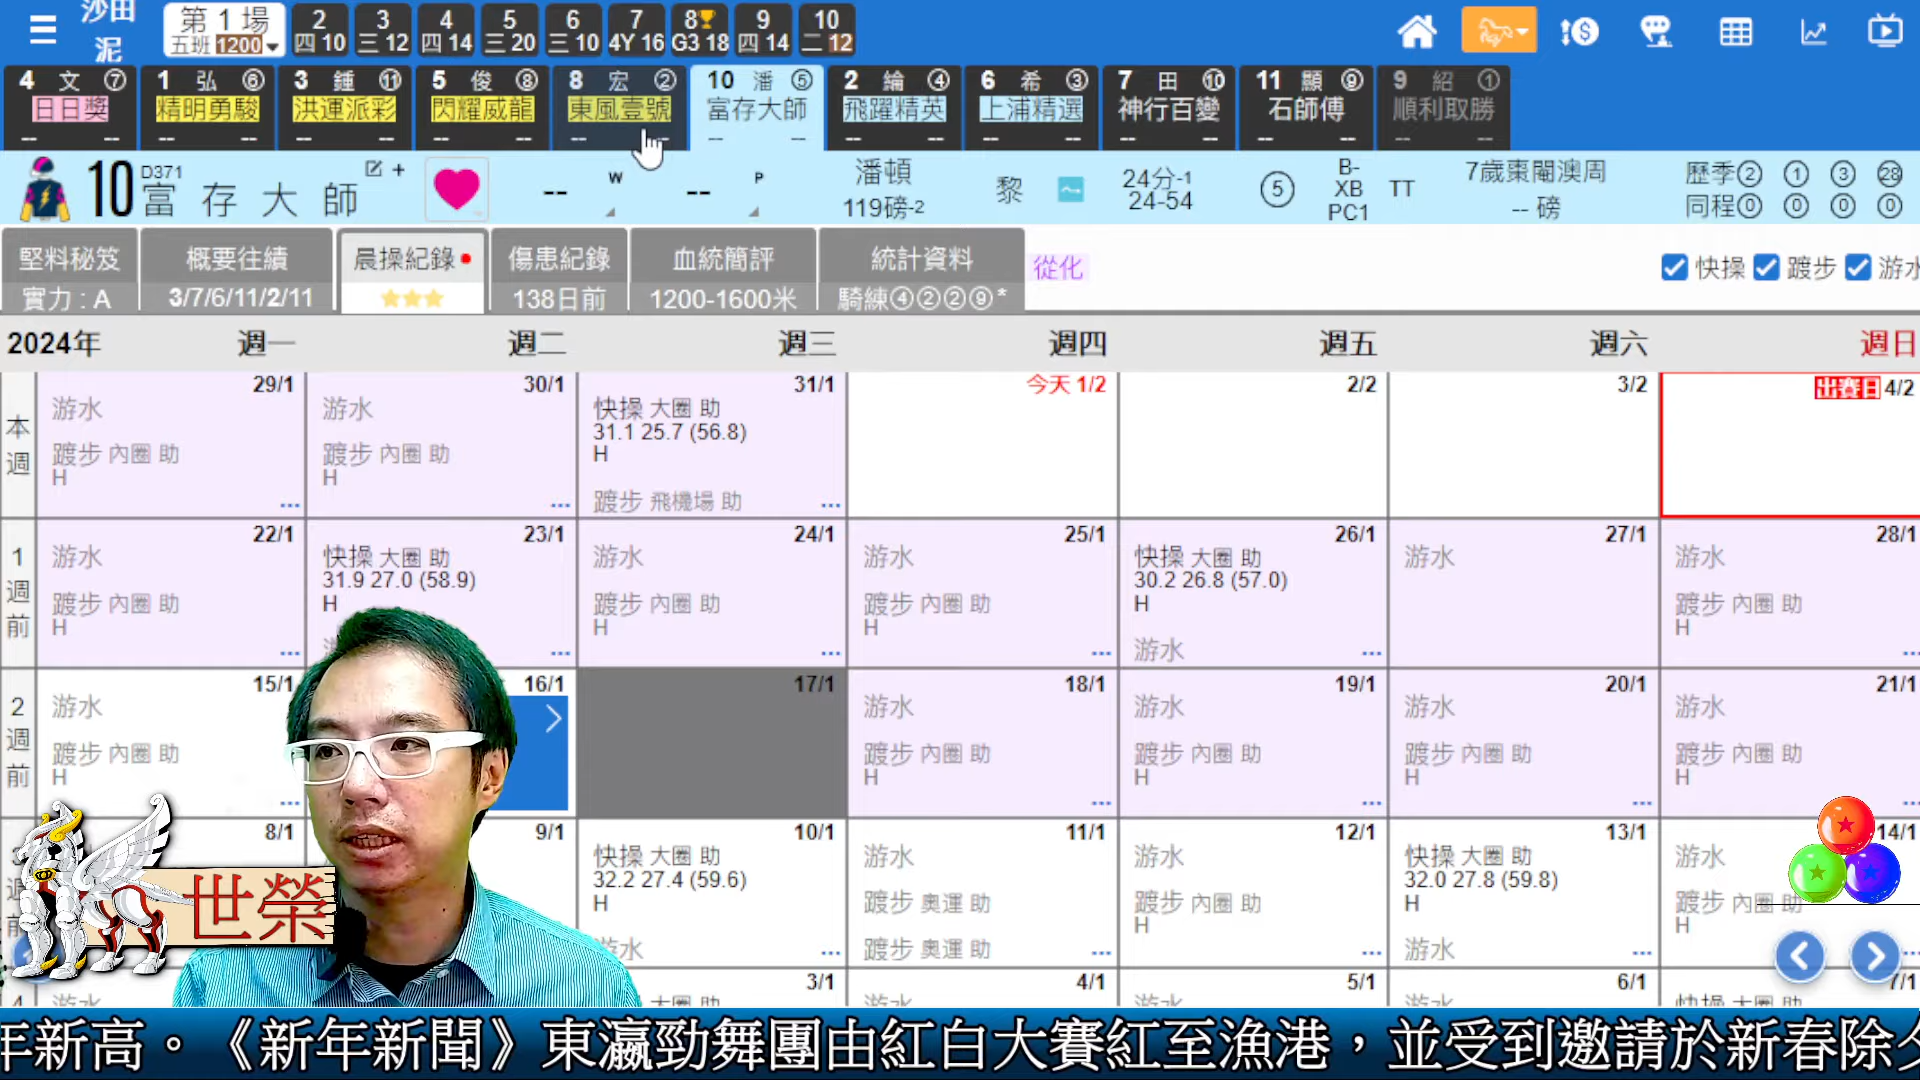 沙田
泥
第 1 場
五班 1200
2
四 10
3
三 12
4
四 14
5
三 20
6
三 10
7
4Y 16
8
G3 18
9
四 14
10
二 12
4 文 ⑦
日日獎
-- --
1 弘 ⑥
精明勇駿
-- --
3 鍾 ⑪
洪運派彩
-- --
5 俊 ⑧
閃耀威龍
-- --
8 宏 ②
東風壹號
-- --
10 潘 ⑤
富存大師
-- --
2 綸 ④
飛躍精英
-- --
6 希 ③
上浦精選
-- --
7 田 ⑩
神行百變
-- --
11 顯 ⑨
石師傅
-- --
9 紹 ①
順利取勝
-- --
10 D371
富存大師
-- W
-- P
潘頓
119磅-2
黎
24分-1
24-54
⑤
B-
XB
PC1
TT
7歲棗閹澳周
-- 磅
歷季② ① ③ ㉘
同程⓪ ⓪ ⓪ ⓪
堅料秘笈
實力 : A
概要往績
3/7/6/11/2/11
晨操紀錄
傷患紀錄
138日前
血統簡評
1200-1600米
統計資料
騎練④②②⑨*
從化
快操 踱步 游水
2024年 週一 週二 週三 週四 週五 週六 週日
本週
29/1
游水
踱步 內圈 助
H
...
30/1
游水
踱步 內圈 助
H
...
31/1
快操 大圈 助
31.1 25.7 (56.8)
H
踱步 飛機場 助
...
今天 1/2
2/2
3/2
出賽日 4/2
1週前
22/1
游水
踱步 內圈 助
H
...
23/1
快操 大圈 助
31.9 27.0 (58.9)
H
...
24/1
游水
踱步 內圈 助
H
...
25/1
游水
踱步 內圈 助
H
...
26/1
快操 大圈 助
30.2 26.8 (57.0)
H
游水
...
27/1
游水
28/1
游水
踱步 內圈 助
H
...
2週前
15/1
游水
踱步 內圈 助
H
...
16/1
17/1
18/1
游水
踱步 內圈 助
H
...
19/1
游水
踱步 內圈 助
H
...
20/1
游水
踱步 內圈 助
H
...
21/1
游水
踱步 內圈 助
H
...
週前
8/1
9/1
10/1
快操 大圈 助
32.2 27.4 (59.6)
H
游水
...
11/1
游水
踱步 奧運 助
踱步 奧運 助
...
12/1
游水
踱步 內圈 助
H
...
13/1
快操 大圈 助
32.0 27.8 (59.8)
H
游水
...
14/1
游水
踱步 內圈 助
H
...
4
3/1
4/1
5/1
6/1
7/1
世榮
年新高。《新年新聞》東瀛勁舞團由紅白大賽紅至漁港，並受到邀請於新春除夕